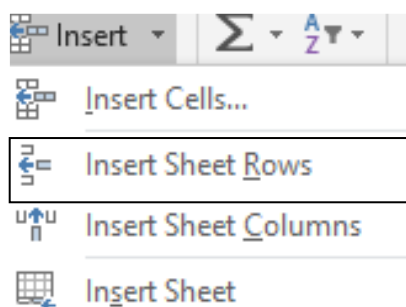 Insert
Insert Cells...
Insert Sheet Rows
Insert Sheet Columns
Insert Sheet